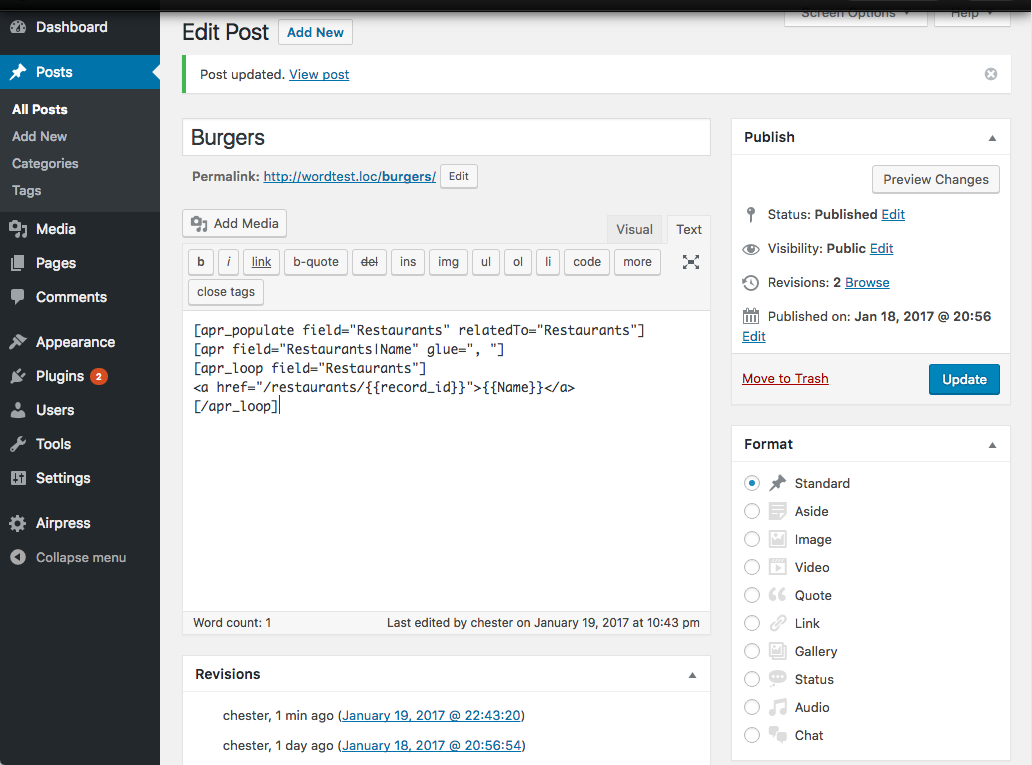 Dashboard
Posts
All Posts
Add New
Categories
Tags
Media
Pages
Comments
Appearance
Plugins 2
Users
Tools
Settings
Airpress
Collapse menu
Screen Options
Help
Edit Post Add New
Post updated. View post
Burgers
Permalink: http://wordtest.loc/burgers/ Edit
Add Media
Visual Text
b i link b-quote del ins img ul ol li code more
close tags
[apr_populate field="Restaurants" relatedTo="Restaurants"]
[apr field="Restaurants|Name" glue=", "]
[apr_loop field="Restaurants"]
<a href="/restaurants/{{record_id}}">{{Name}}</a>
[/apr_loop]
Word count: 1 Last edited by chester on January 19, 2017 at 10:43 pm
Revisions
chester, 1 min ago (January 19, 2017 @ 22:43:20)
chester, 1 day ago (January 18, 2017 @ 20:56:54)
Publish
Preview Changes
Status: Published Edit
Visibility: Public Edit
Revisions: 2 Browse
Published on: Jan 18, 2017 @ 20:56
Edit
Move to Trash Update
Format
Standard
Aside
Image
Video
Quote
Link
Gallery
Status
Audio
Chat